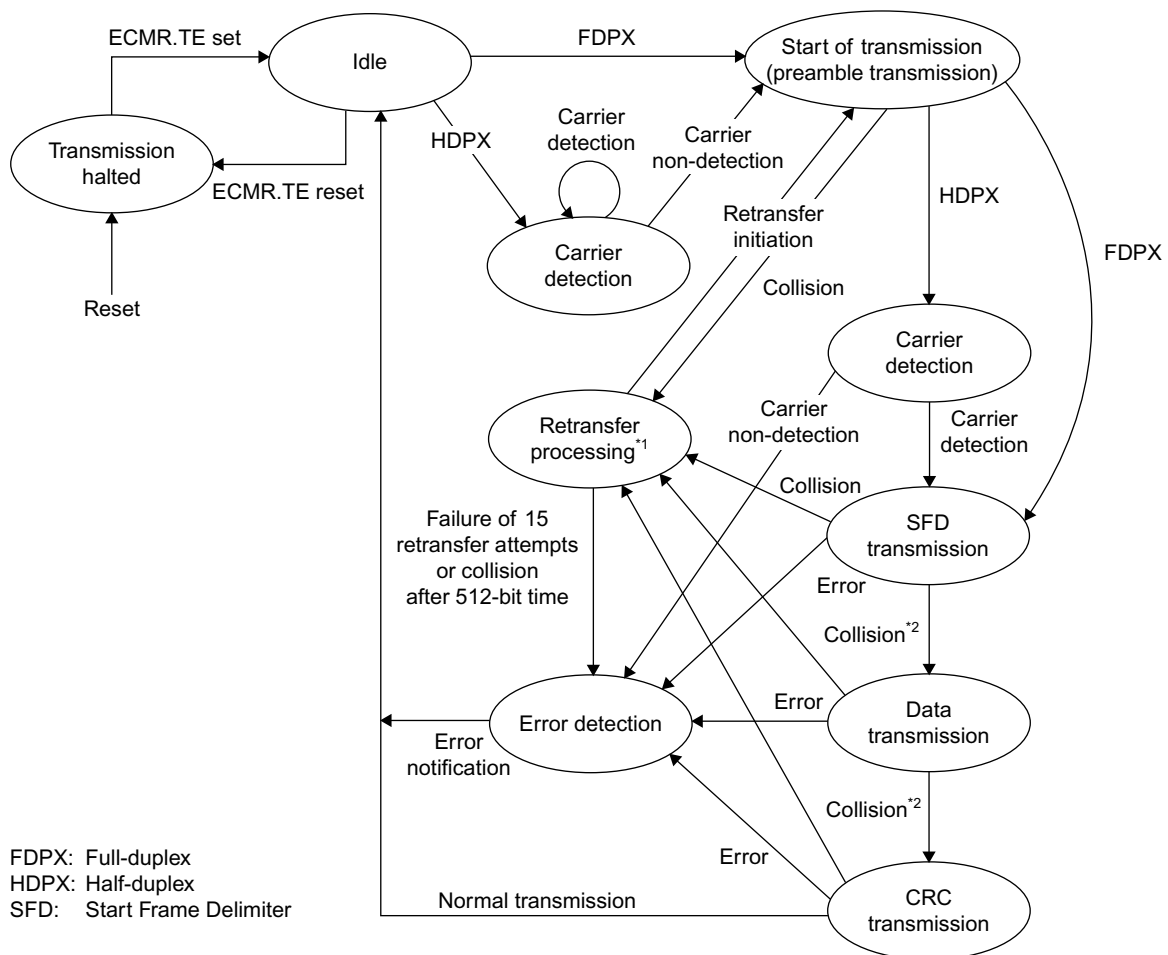 ECMR.TE set
Idle
FDPX
Start of transmission
(preamble transmission)
Transmission
halted
ECMR.TE reset
Reset
HDPX
Carrier
detection
Carrier
non-detection
Carrier
detection
Retransfer
initiation
Collision
HDPX
FDPX
Carrier
detection
Carrier
non-detection
Carrier
detection
Retransfer
processing*1
Collision
SFD
transmission
Failure of 15
retransfer attempts
or collision
after 512-bit time
Error
Collision*2
Error detection
Error
Data
transmission
Error
notification
Collision*2
Error
Normal transmission
CRC
transmission
FDPX: Full-duplex
HDPX: Half-duplex
SFD: Start Frame Delimiter